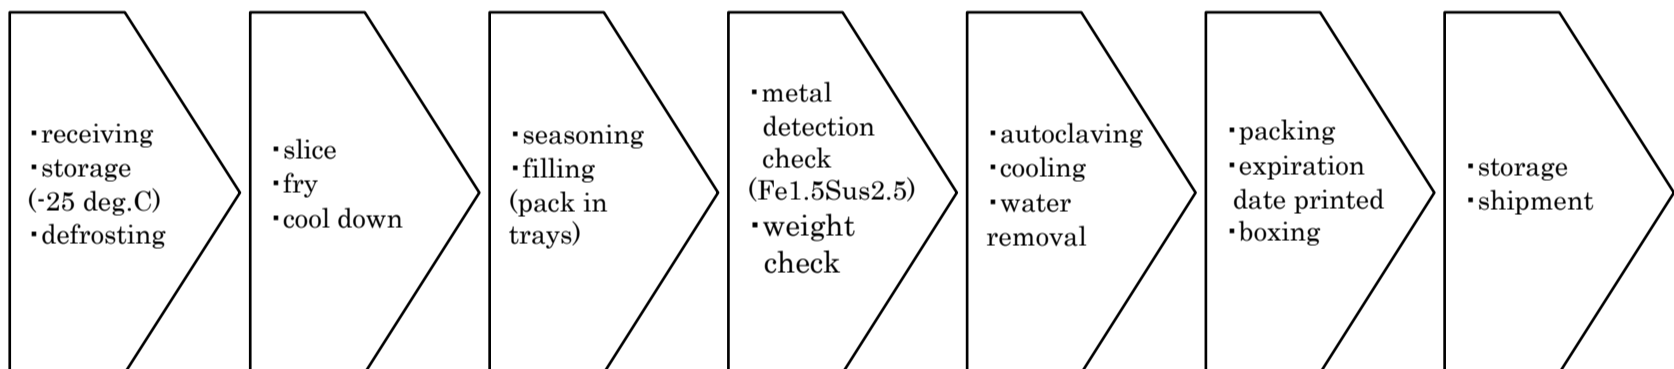 ・receiving
・storage
(-25 deg.C)
・defrosting
・slice
・fry
・cool down
・seasoning
・filling
(pack in
trays)
・metal
detection
check
(Fe1.5Sus2.5)
・weight
check
・autoclaving
・cooling
・water
removal
・packing
・expiration
date printed
・boxing
・storage
・shipment